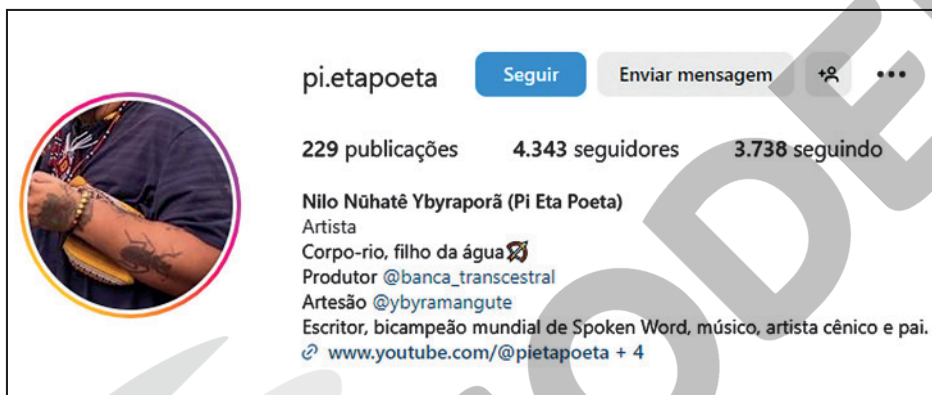 pi.etapoeta Seguir Enviar mensagem
229 publicações 4.343 seguidores 3.738 seguindo
Nilo Nūhatê Ybyraporã (Pi Eta Poeta)
Artista
Corpo-rio, filho da água
Produtor @banca_transcestral
Artesão @ybyramangute
Escritor, bicampeão mundial de Spoken Word, músico, artista cênico e pai.
www.youtube.com/@pietapoeta + 4